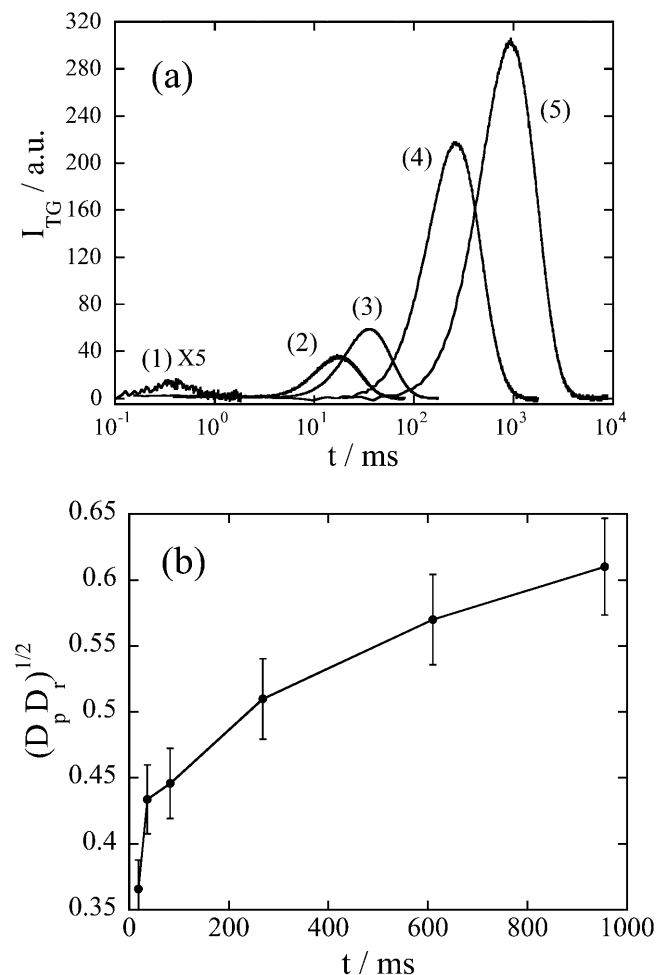 320
(a)
280
(5)
240
(4)
200
I_TG / a.u.
160
120
80
(3)
(2)
40
(1) X5
0
10^-1 10^0 10^1 10^2 10^3 10^4
t / ms
0.65
(b)
0.6
0.55
(D_p D_r)^1/2
0.5
0.45
0.4
0.35
0 200 400 600 800 1000
t / ms